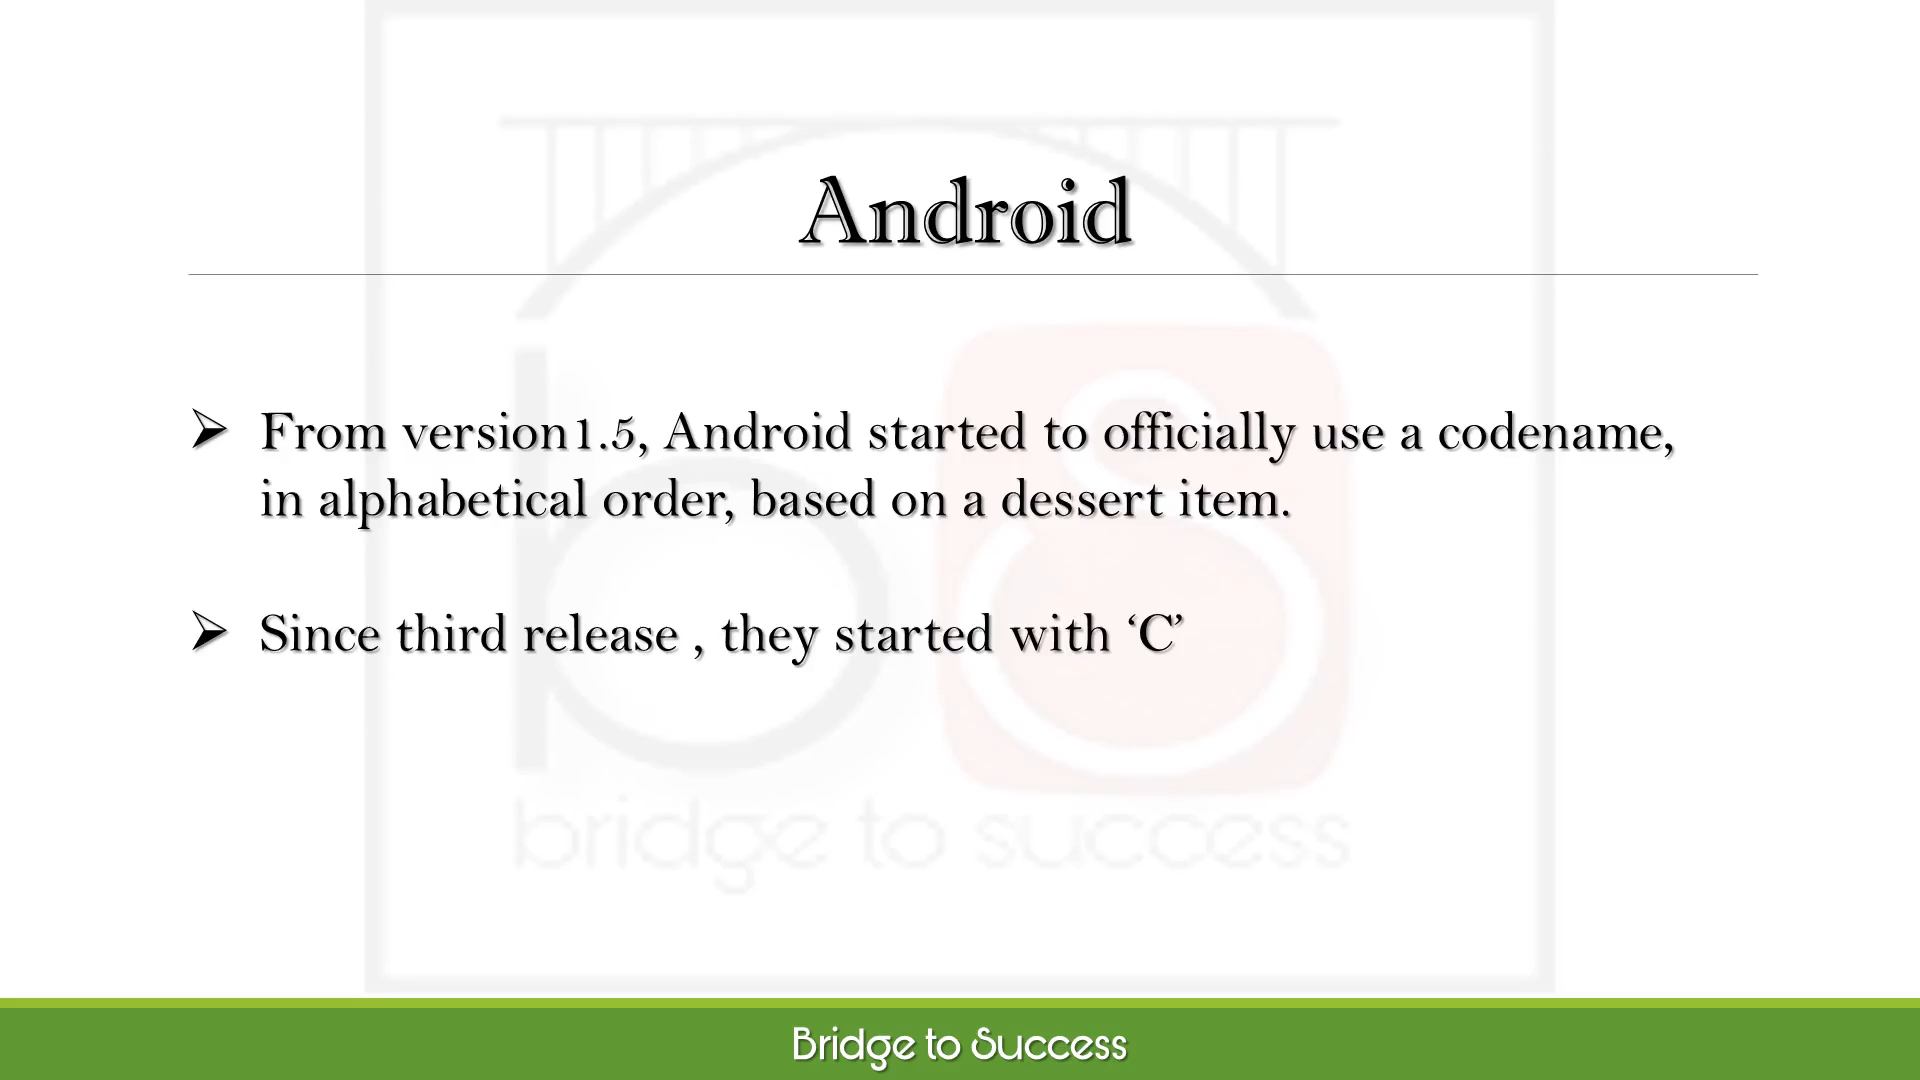 Android
➢ From version1.5, Android started to officially use a codename,
in alphabetical order, based on a dessert item.
➢ Since third release , they started with ‘C’
bS
bridge to success
Bridge to Success